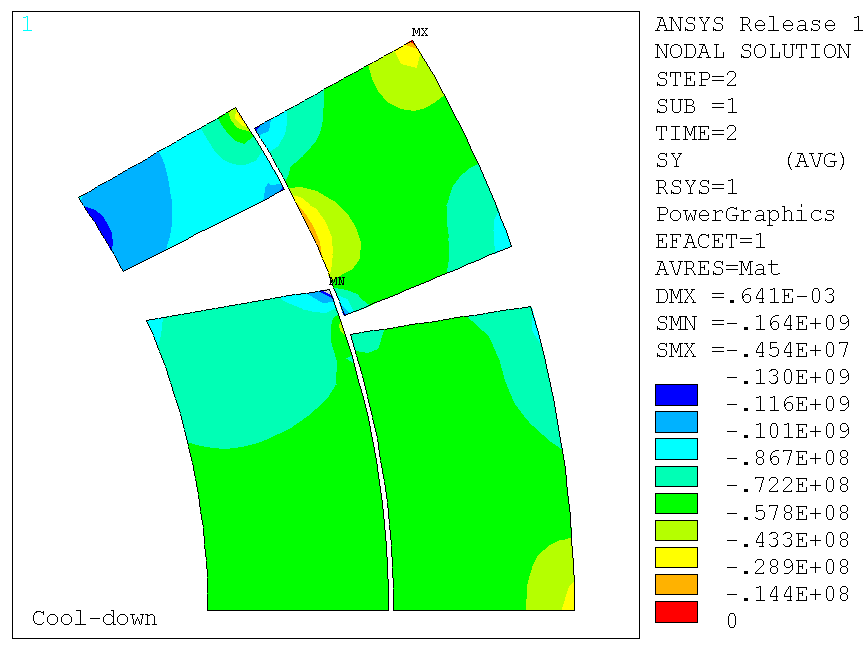 1
MX
MN
Cool-down
ANSYS Release 1
NODAL SOLUTION
STEP=2
SUB =1
TIME=2
SY (AVG)
RSYS=1
PowerGraphics
EFACET=1
AVRES=Mat
DMX =.641E-03
SMN =-.164E+09
SMX =-.454E+07
-.130E+09
-.116E+09
-.101E+09
-.867E+08
-.722E+08
-.578E+08
-.433E+08
-.289E+08
-.144E+08
0